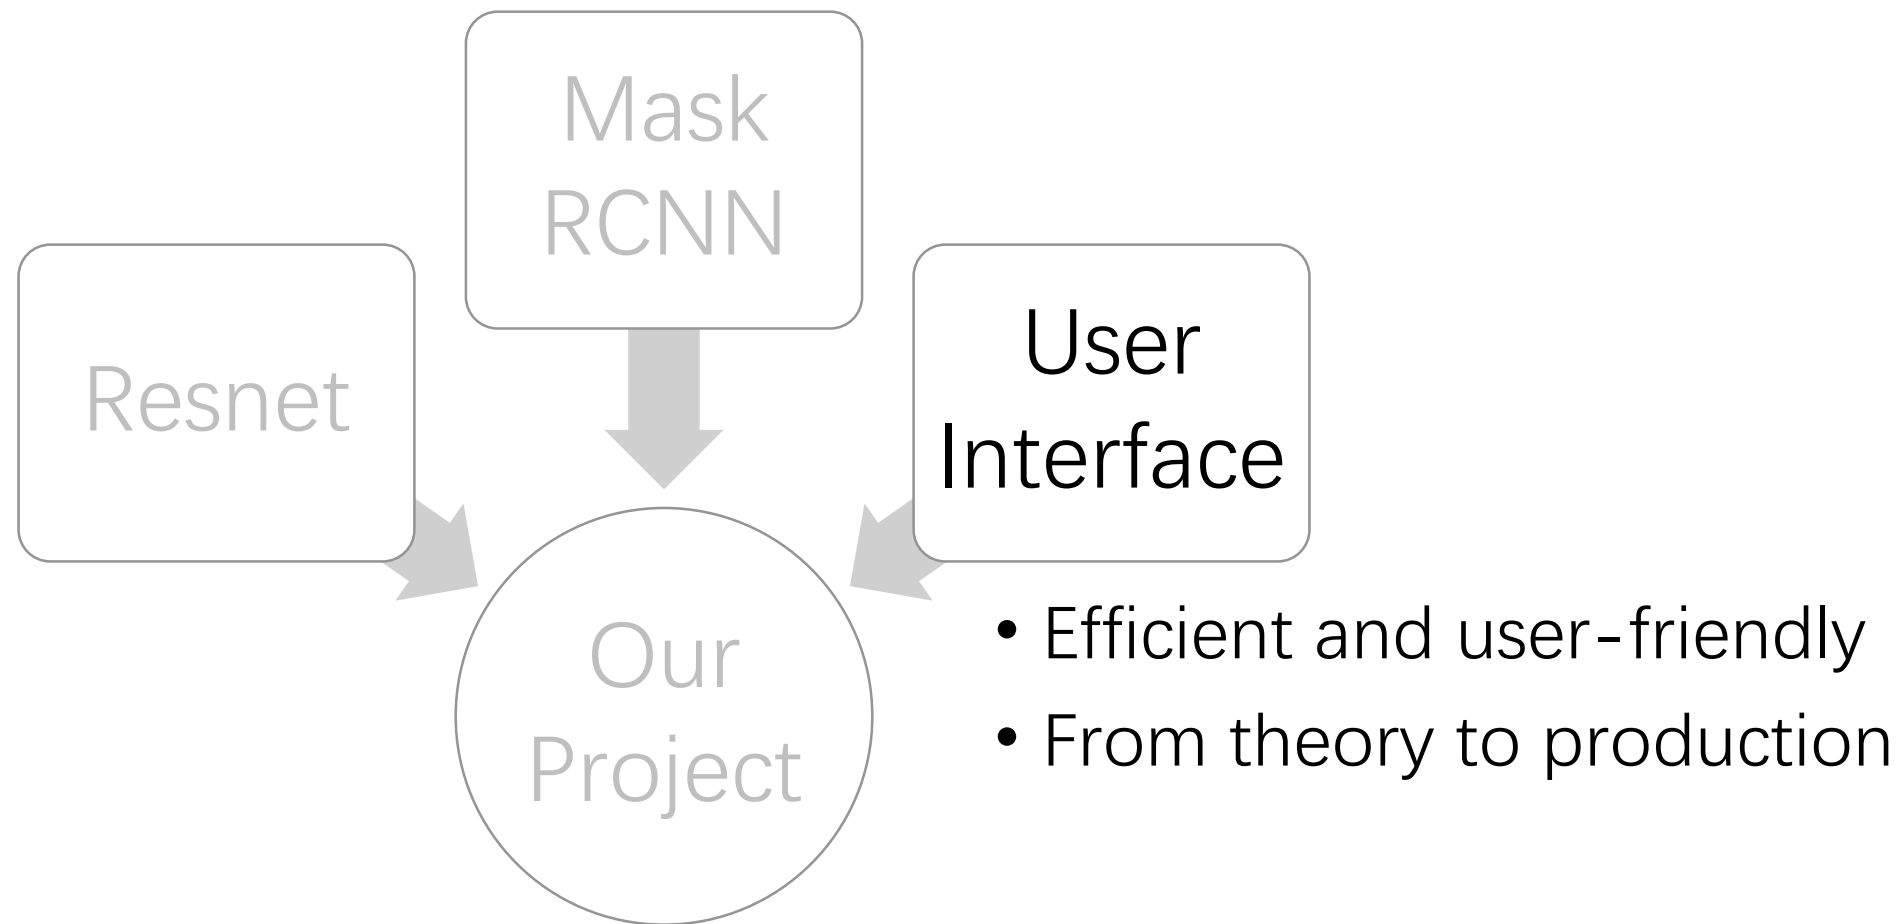 Mask
RCNN
Resnet
User
Interface
Our
Project
• Efficient and user-friendly
• From theory to production